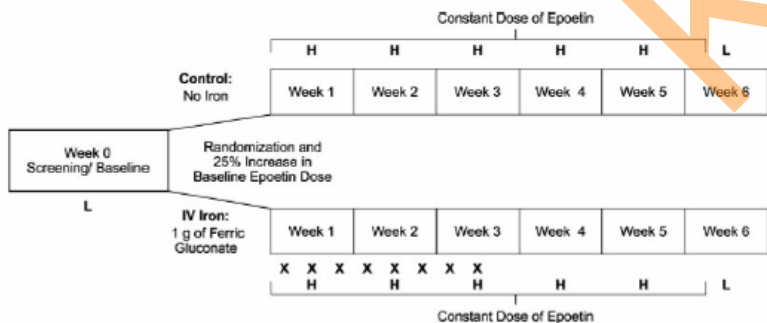 Constant Dose of Epoetin
H H H H H L
Control:
No Iron
Week 1 Week 2 Week 3 Week 4 Week 5 Week 6
Week 0
Screening/ Baseline
L
Randomization and
25% Increase in
Baseline Epoetin Dose
IV Iron:
1 g of Ferric
Gluconate
Week 1 Week 2 Week 3 Week 4 Week 5 Week 6
X X X X X X X X
H H H H H L
Constant Dose of Epoetin